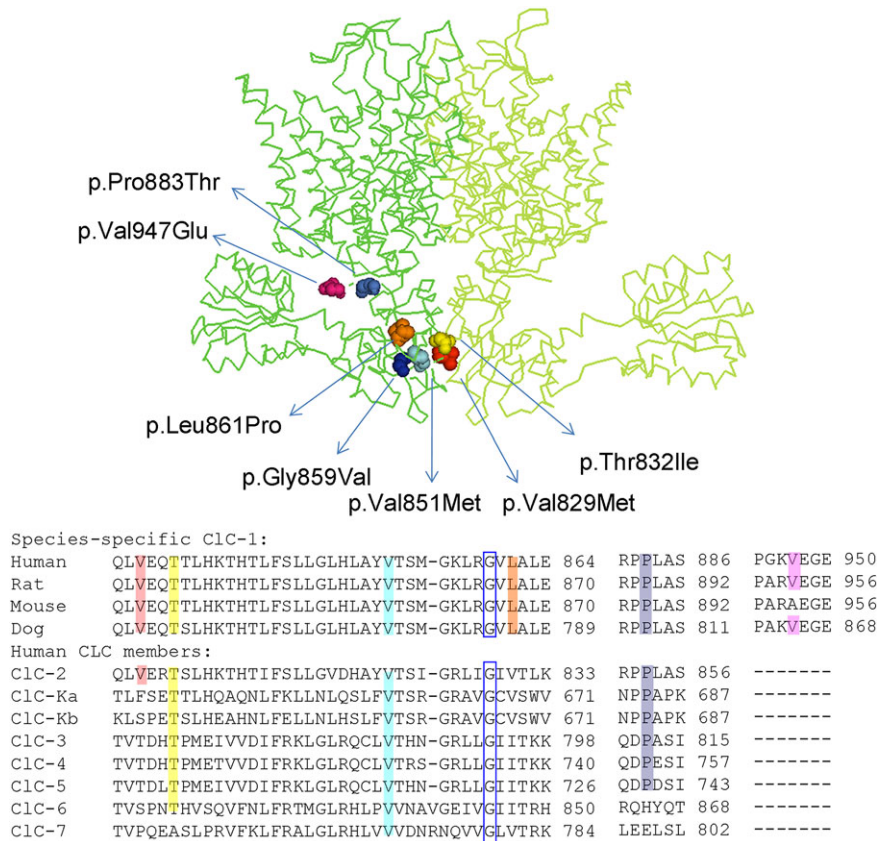 p.Pro883Thr
p.Val947Glu
p.Leu861Pro
p.Gly859Val
p.Thr832Ile
p.Val851Met p.Val829Met
Species-specific ClC-1:
Human QLVEQTTLHKTHTLFSLLGLHLAYVTSM-GKLRGVLALE 864 RPPLAS 886 PGKVEGE 950
Rat QLVEQTTLHKTHTLFSLLGLHLAYVTSM-GKLRGVLALE 870 RPPLAS 892 PARVEGE 956
Mouse QLVEQTTLHKTHTLFSLLGLHLAYVTSM-GKLRGVLALE 870 RPPLAS 892 PARAEGE 956
Dog QLVEQTSLHKTHTLFSLLGLHLAYVTSM-GKLRGVLALE 789 RPPLAS 811 PAKVEGE 868
Human CLC members:
ClC-2 QLVERTSLHKTHTIFSLLGVDHAYVTSI-GRLIGIVTLK 833 RPPLAS 856 -------
ClC-Ka TLFSETTLHQAQNLFKLLNLQSLFVTSR-GRAVGCVSWV 671 NPPAPK 687 -------
ClC-Kb KLSPETSLHEAHNLFELLNLHSLFVTSR-GRAVGCVSWV 671 NPPAPK 687 -------
ClC-3 TVTDHTPMEIVVDIFRKLGLRQCLVTHN-GRLLGIITKK 798 QDPASI 815 -------
ClC-4 TVTDHTPMETVVDIFRKLGLRQCLVTRS-GRLLGIITKK 740 QDPESI 757 -------
ClC-5 TVTDLTPMEIVVDIFRKLGLRQCLVTHN-GRLLGIITKK 726 QDPDSI 743 -------
ClC-6 TVSPNTHVSQVFNLFRTMGLRHLPVVNAVGEIVGIITRH 850 RQHYQT 868 -------
ClC-7 TVPQEASLPRVFKLFRALGLRHLVVVDNRNQVVGLVTRK 784 LEELSL 802 -------